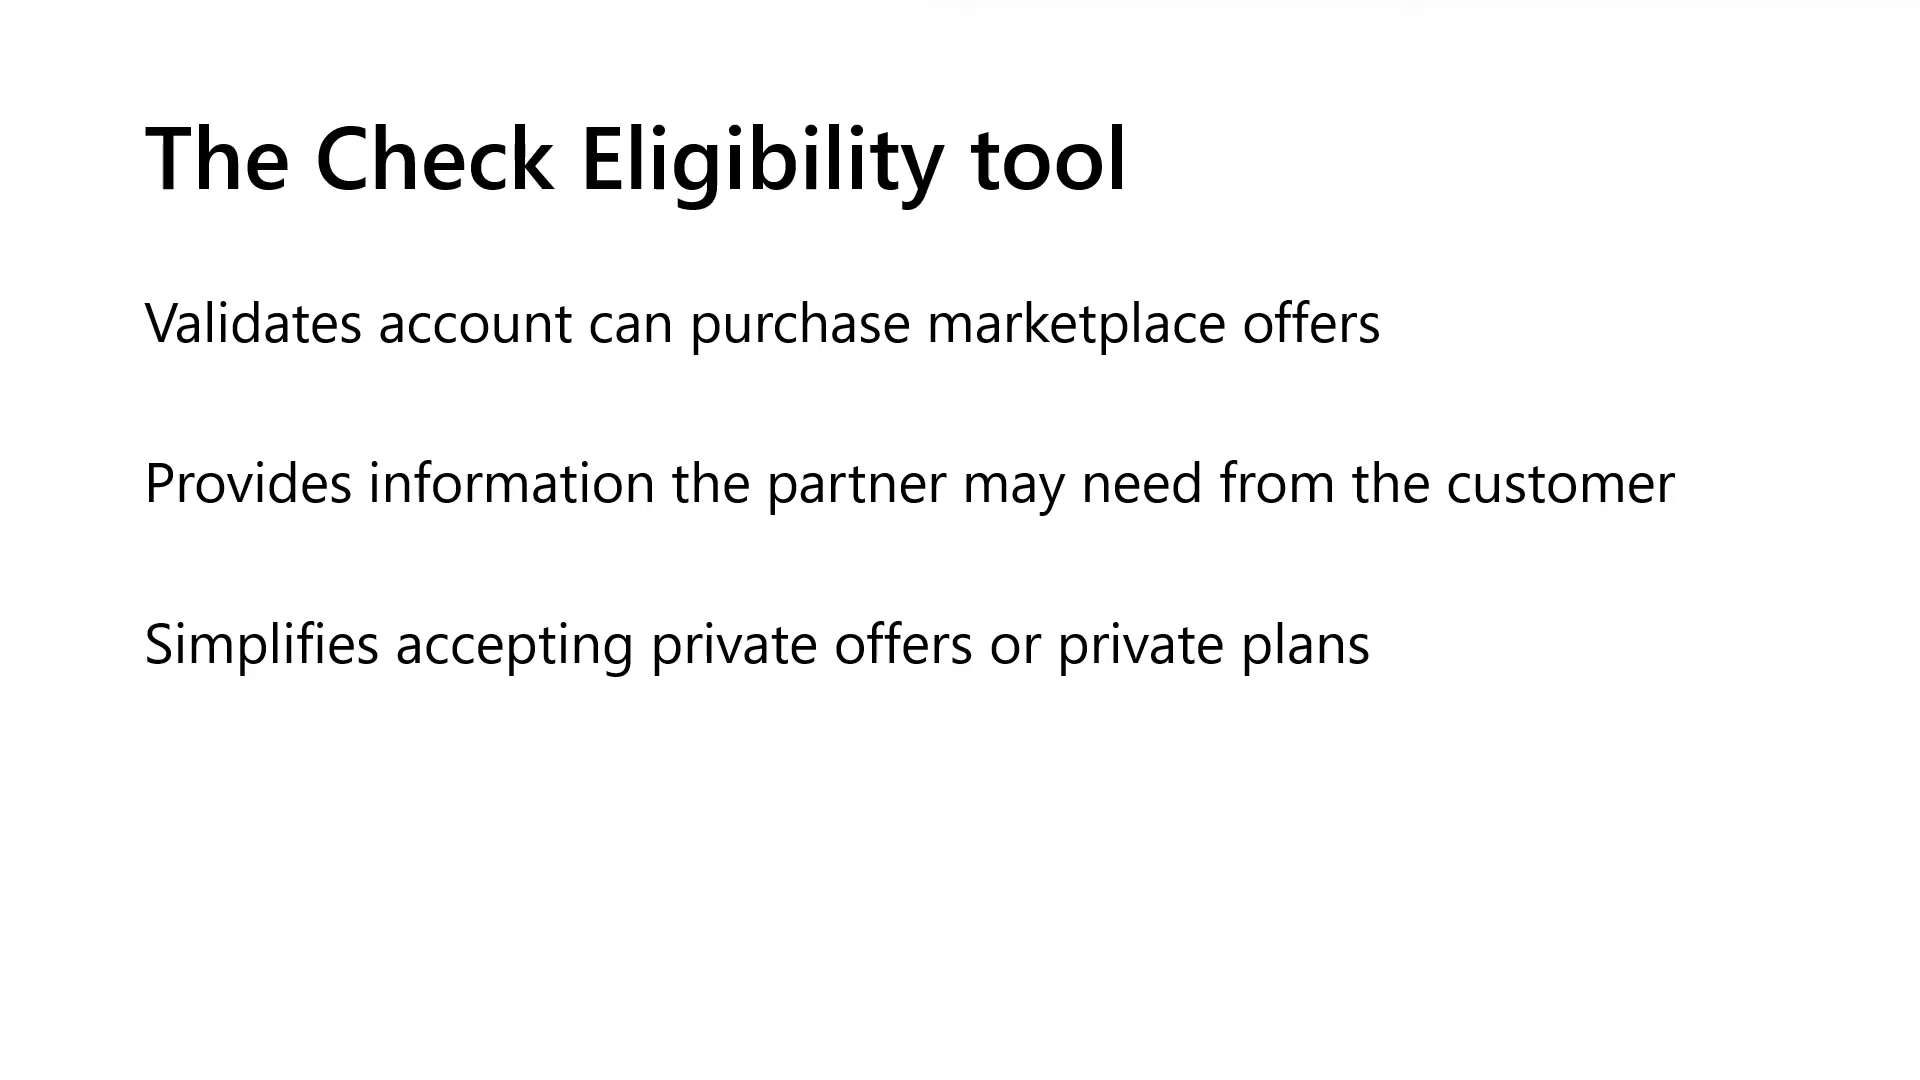 The Check Eligibility tool
Validates account can purchase marketplace offers
Provides information the partner may need from the customer
Simplifies accepting private offers or private plans